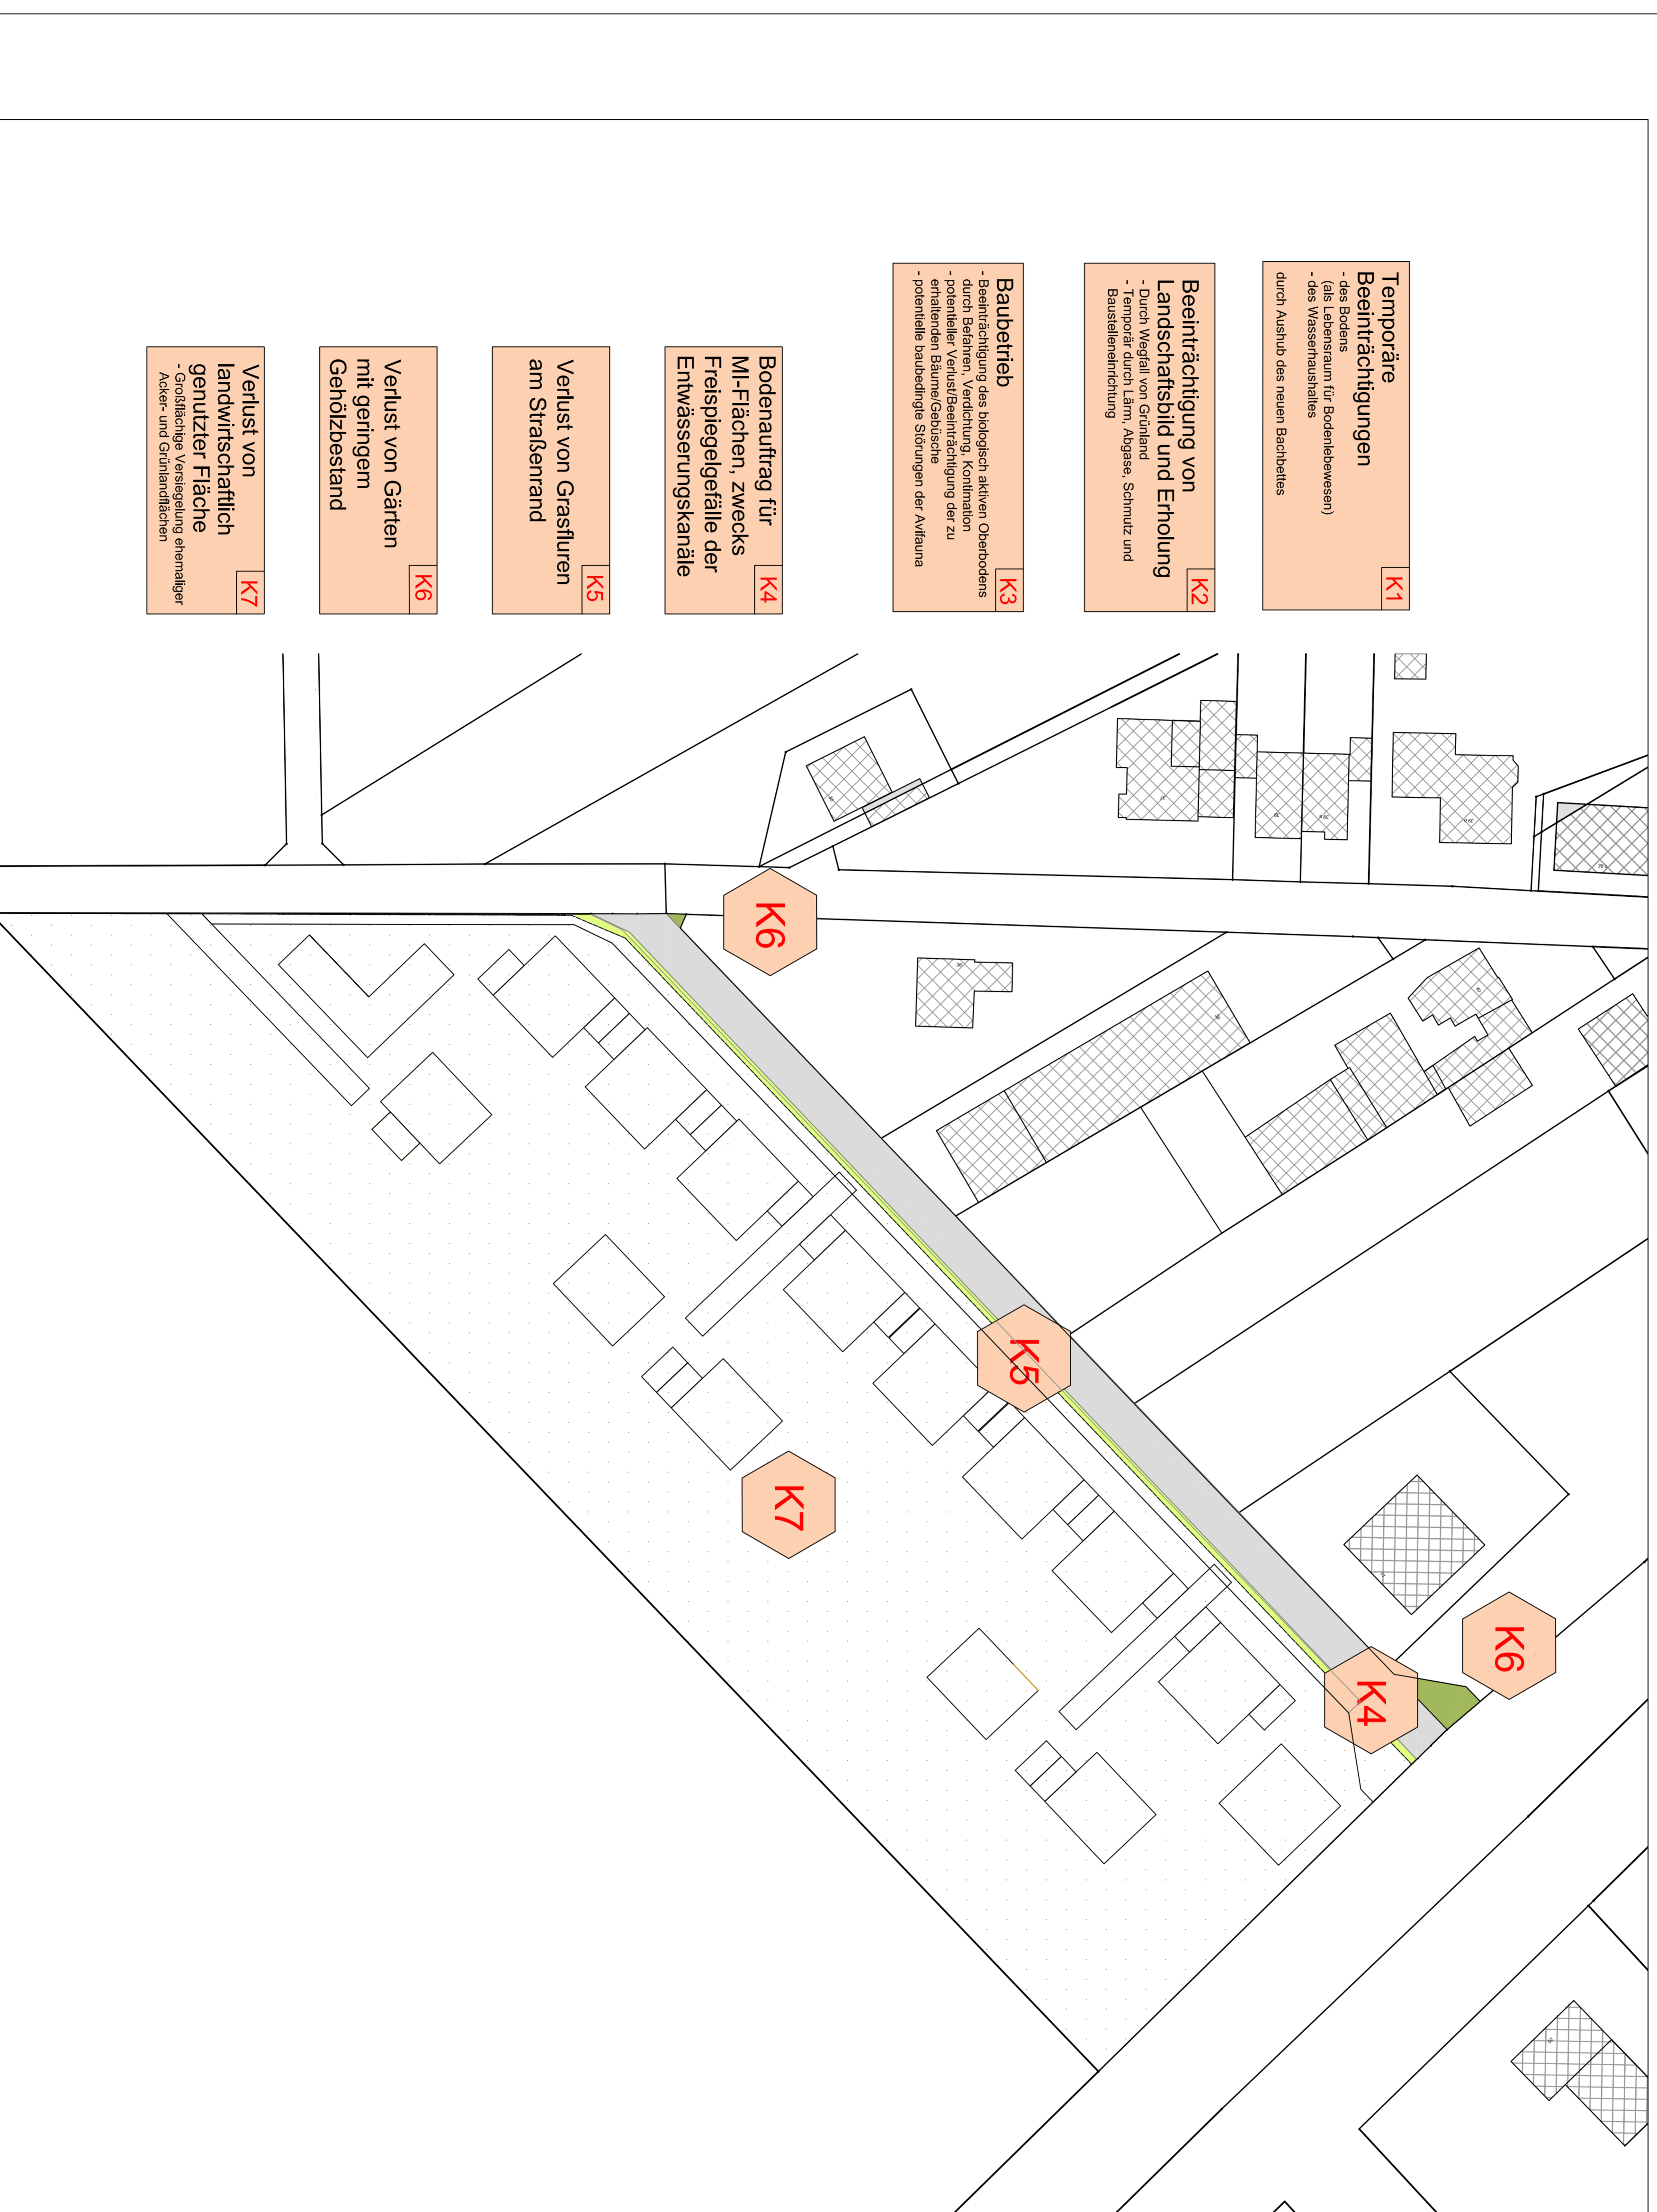 Temporäre
Beeinträchtigungen
- des Bodens
(als Lebensraum für Bodenlebewesen)
- des Wasserhaushaltes
durch Aushub des neuen Bachbettes
K1
Beeinträchtigung von
Landschaftsbild und Erholung
- Durch Wegfall von Grünland
- Temporär durch Lärm, Abgase, Schmutz und
Baustelleneinrichtung
K2
Baubetrieb
- Beeinträchtigung des biologisch aktiven Oberbodens
durch Befahren, Verdichtung, Kontimation
- potentieller Verlust/Beeinträchtigung der zu
erhaltenden Bäume/Gebüsche
- potentielle baubedingte Störungen der Avifauna
K3
Bodenauftrag für
MI-Flächen, zwecks
Freispiegelgefälle der
Entwässerungskanäle
K4
Verlust von Grasfluren
am Straßenrand
K5
Verlust von Gärten
mit geringem
Gehölzbestand
K6
Verlust von
landwirtschaftlich
genutzter Fläche
- Großflächige Versiegelung ehemaliger
Acker- und Grünlandflächen
K7
K6
K4
K5
K7
K6